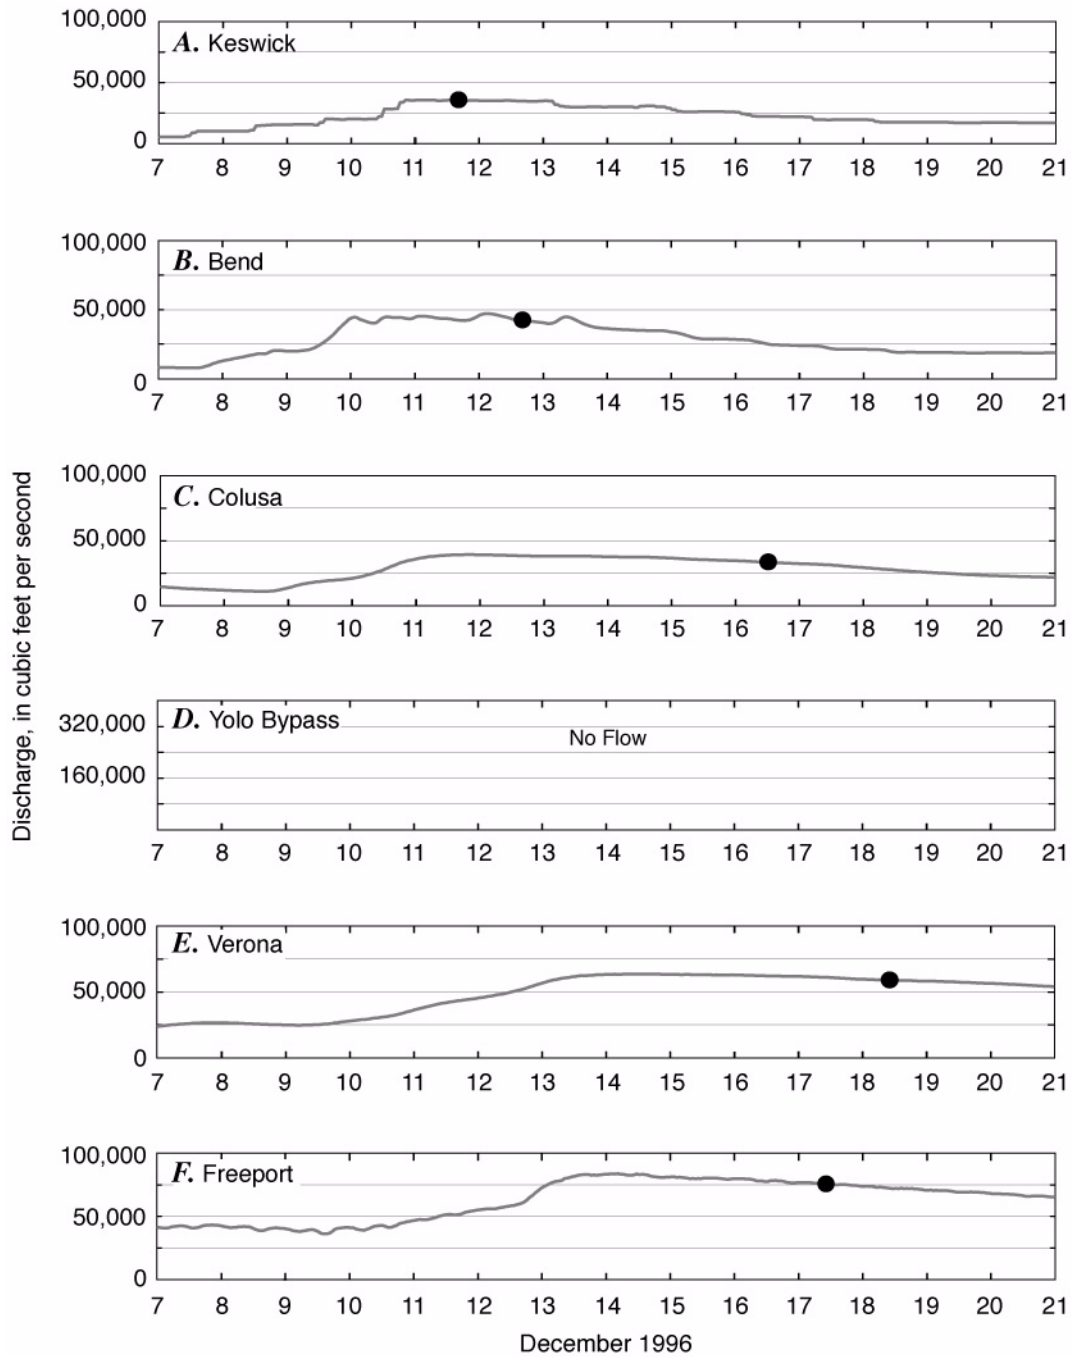 Discharge, in cubic feet per second
100,000
A. Keswick
50,000
0
7 8 9 10 11 12 13 14 15 16 17 18 19 20 21
100,000
B. Bend
50,000
0
7 8 9 10 11 12 13 14 15 16 17 18 19 20 21
100,000
C. Colusa
50,000
0
7 8 9 10 11 12 13 14 15 16 17 18 19 20 21
320,000
D. Yolo Bypass
No Flow
160,000
7 8 9 10 11 12 13 14 15 16 17 18 19 20 21
100,000
E. Verona
50,000
0
7 8 9 10 11 12 13 14 15 16 17 18 19 20 21
100,000
F. Freeport
50,000
0
7 8 9 10 11 12 13 14 15 16 17 18 19 20 21
December 1996